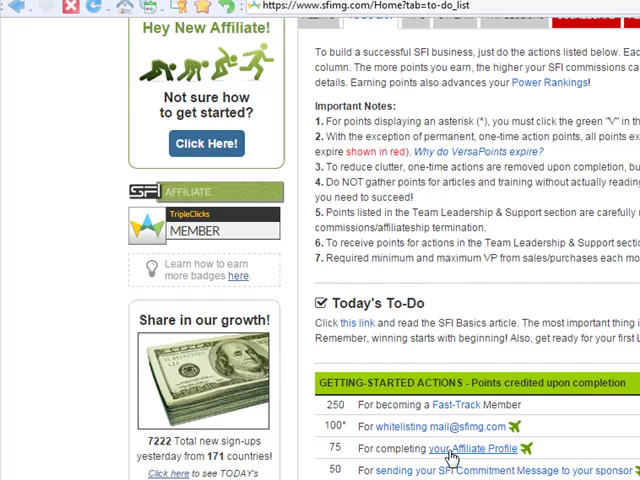 https://www.sfimg.com/Home?tab=to-do_list
Hey New Affiliate!
Not sure how
to get started?
Click Here!
SFI AFFILIATE
TripleClicks
MEMBER
Learn how to earn
more badges here.
Share in our growth!
7222 Total new sign-ups
yesterday from 171 countries!
Click here to see TODAY's
To build a successful SFI business, just do the actions listed below. Eac
column. The more points you earn, the higher your SFI commissions ca
details. Earning points also advances your Power Rankings!
Important Notes:
1. For points displaying an asterisk (*), you must click the green "V" in th
2. With the exception of permanent, one-time action points, all points ex
expire shown in red). Why do VersaPoints expire?
3. To reduce clutter, one-time actions are removed upon completion, bu
4. Do NOT gather points for articles and training without actually reading
you need to succeed!
5. Points listed in the Team Leadership & Support section are carefully r
commissions/affiliateship termination.
6. To receive points for actions in the Team Leadership & Support sectio
7. Required minimum and maximum VP from sales/purchases each mo
Today's To-Do
Click this link and read the SFI Basics article. The most important thing i
Remember, winning starts with beginning! Also, get ready for your first L
GETTING-STARTED ACTIONS - Points credited upon completion
250 For becoming a Fast-Track Member
100* For whitelisting mail@sfimg.com
75 For completing your Affiliate Profile
50 For sending your SFI Commitment Message to your sponsor